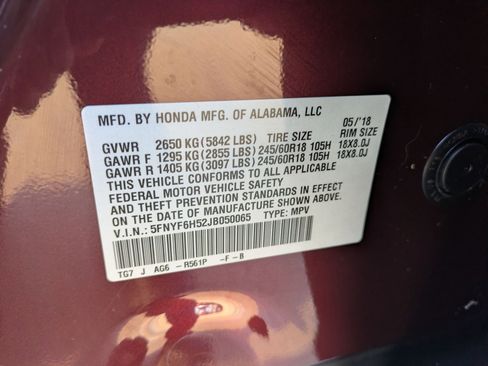 MFD. BY HONDA MFG. OF ALABAMA, LLC 05/'18
GVWR 2650 KG (5842 LBS) TIRE SIZE RIM SIZE
GAWR F 1295 KG (2855 LBS) 245/60R18 105H 18X8.0J
GAWR R 1405 KG (3097 LBS) 245/60R18 105H 18X8.0J
THIS VEHICLE CONFORMS TO ALL APPLICABLE
FEDERAL MOTOR VEHICLE SAFETY
AND THEFT PREVENTION STANDARDS IN EFFECT
ON THE DATE OF MANUFACTURE SHOWN ABOVE.
V.I.N.: 5FNYF6H52JB050065 TYPE: MPV
TG7 J AG6 -R561P -F -B